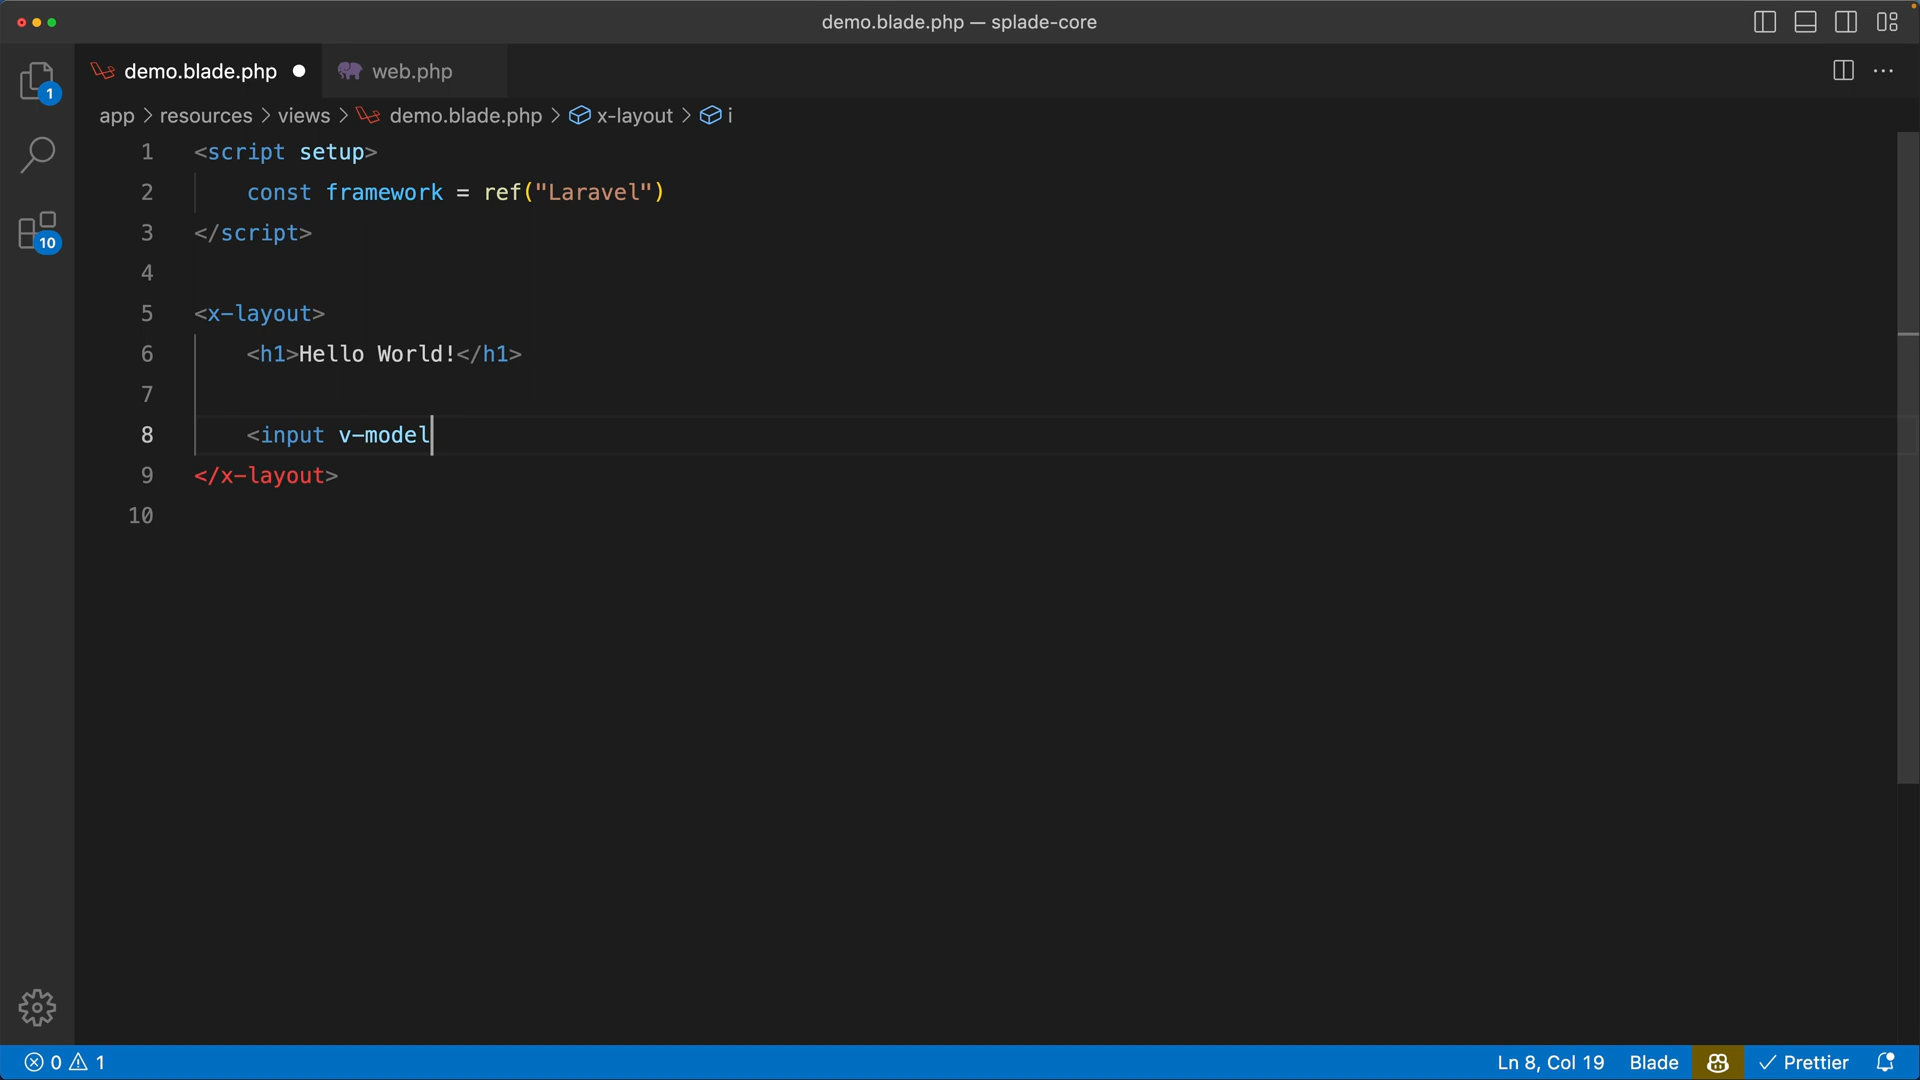 demo.blade.php — splade-core
demo.blade.php
web.php
1
app > resources > views > demo.blade.php > x-layout > i
1 <script setup>
2 const framework = ref("Laravel")
3 </script>
4
5 <x-layout>
6 <h1>Hello World!</h1>
7
8 <input v-model
9 </x-layout>
10
10
0 1
Ln 8, Col 19
Blade
Prettier